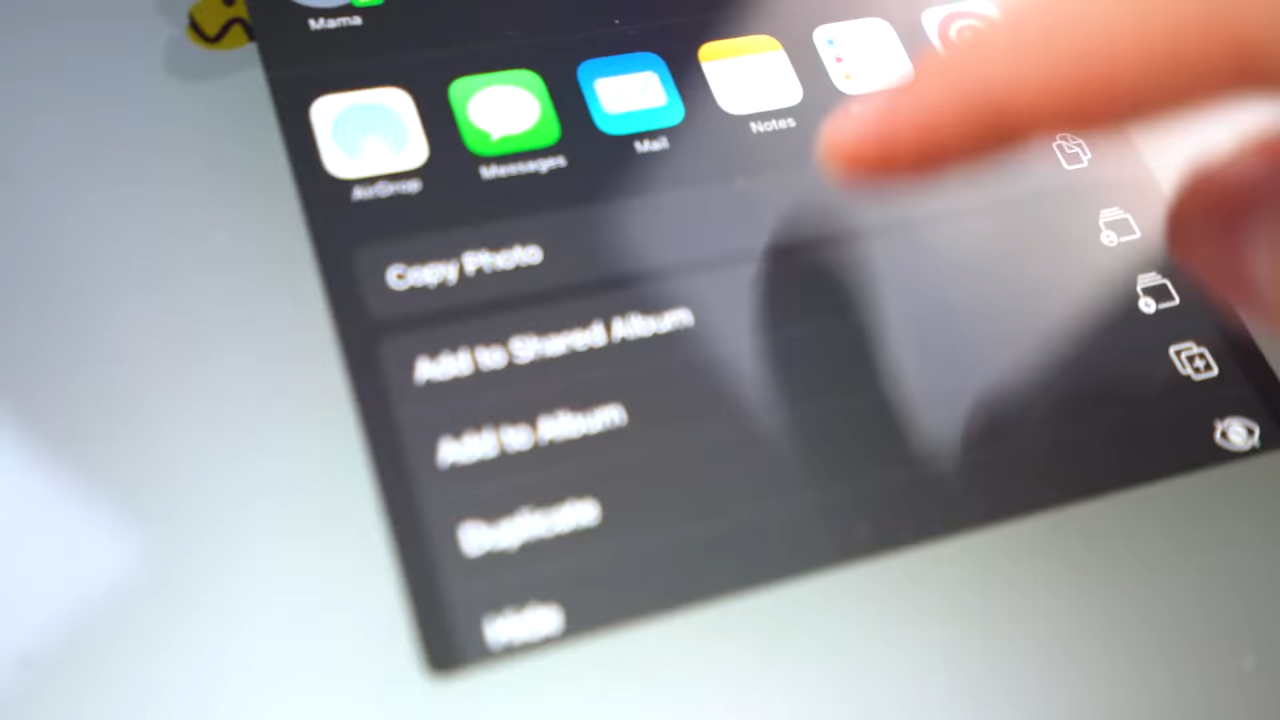 Mama
AirDrop
Messages
Mail
Notes
Copy Photo
Add to Shared Album
Add to Album
Duplicate
Hide